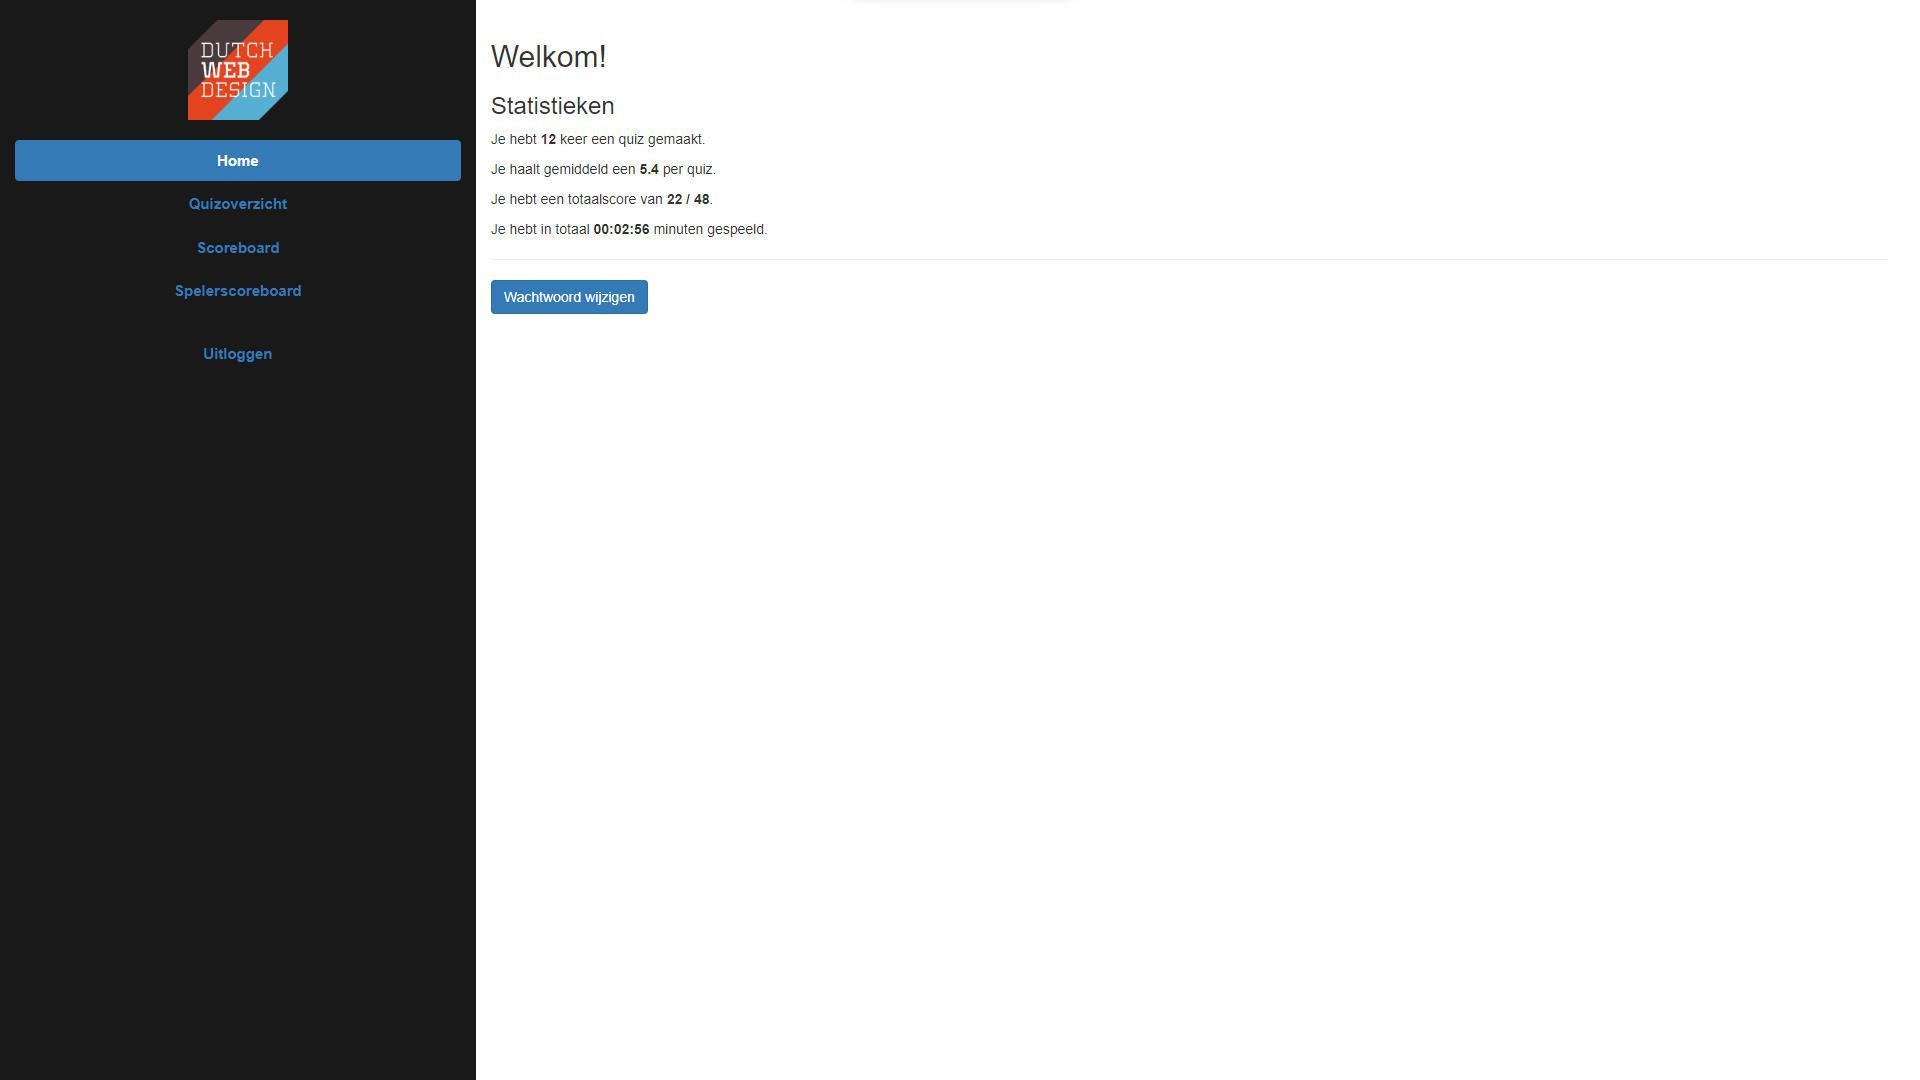 DUTCH
WEB
DESIGN
Home
Quizoverzicht
Scoreboard
Spelerscoreboard
Uitloggen
Welkom!
Statistieken
Je hebt 12 keer een quiz gemaakt.
Je haalt gemiddeld een 5.4 per quiz.
Je hebt een totaalscore van 22 / 48.
Je hebt in totaal 00:02:56 minuten gespeeld.
Wachtwoord wijzigen